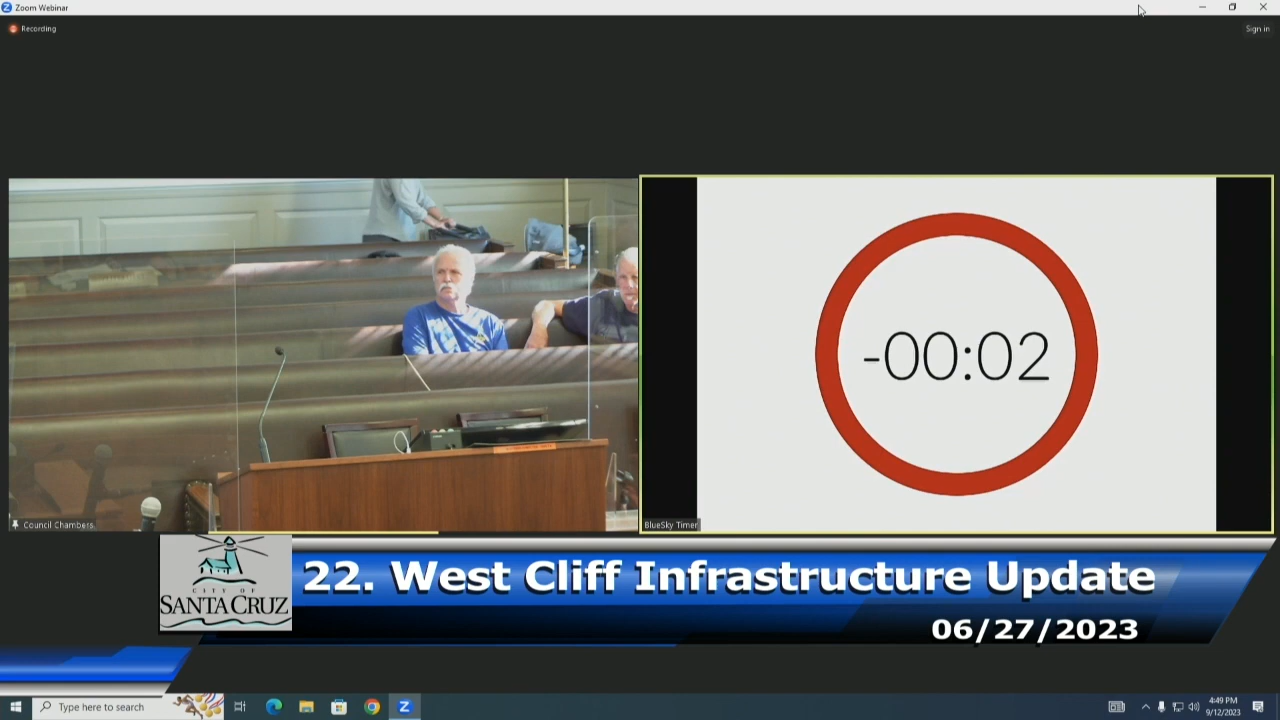 Zoom Webinar
Recording
Sign in
-00:02
Council Chambers
BlueSky Timer
CITY OF
SANTA CRUZ
22. West Cliff Infrastructure Update
06/27/2023
Type here to search
4:49 PM
9/12/2023